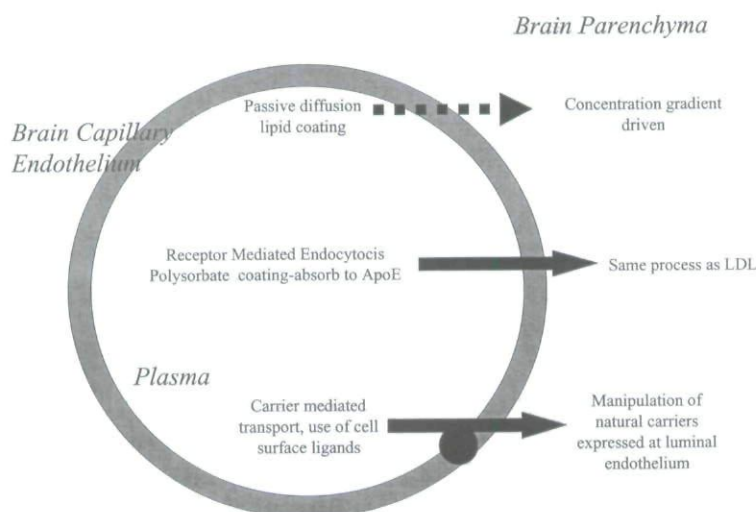 Brain Parenchyma
Passive diffusion
lipid coating
Concentration gradient
driven
Brain Capillary
Endothelium
Receptor Mediated Endocytocis
Polysorbate coating-absorb to ApoE
Same process as LDL
Plasma
Carrier mediated
transport, use of cell
surface ligands
Manipulation of
natural carriers
expressed at luminal
endothelium